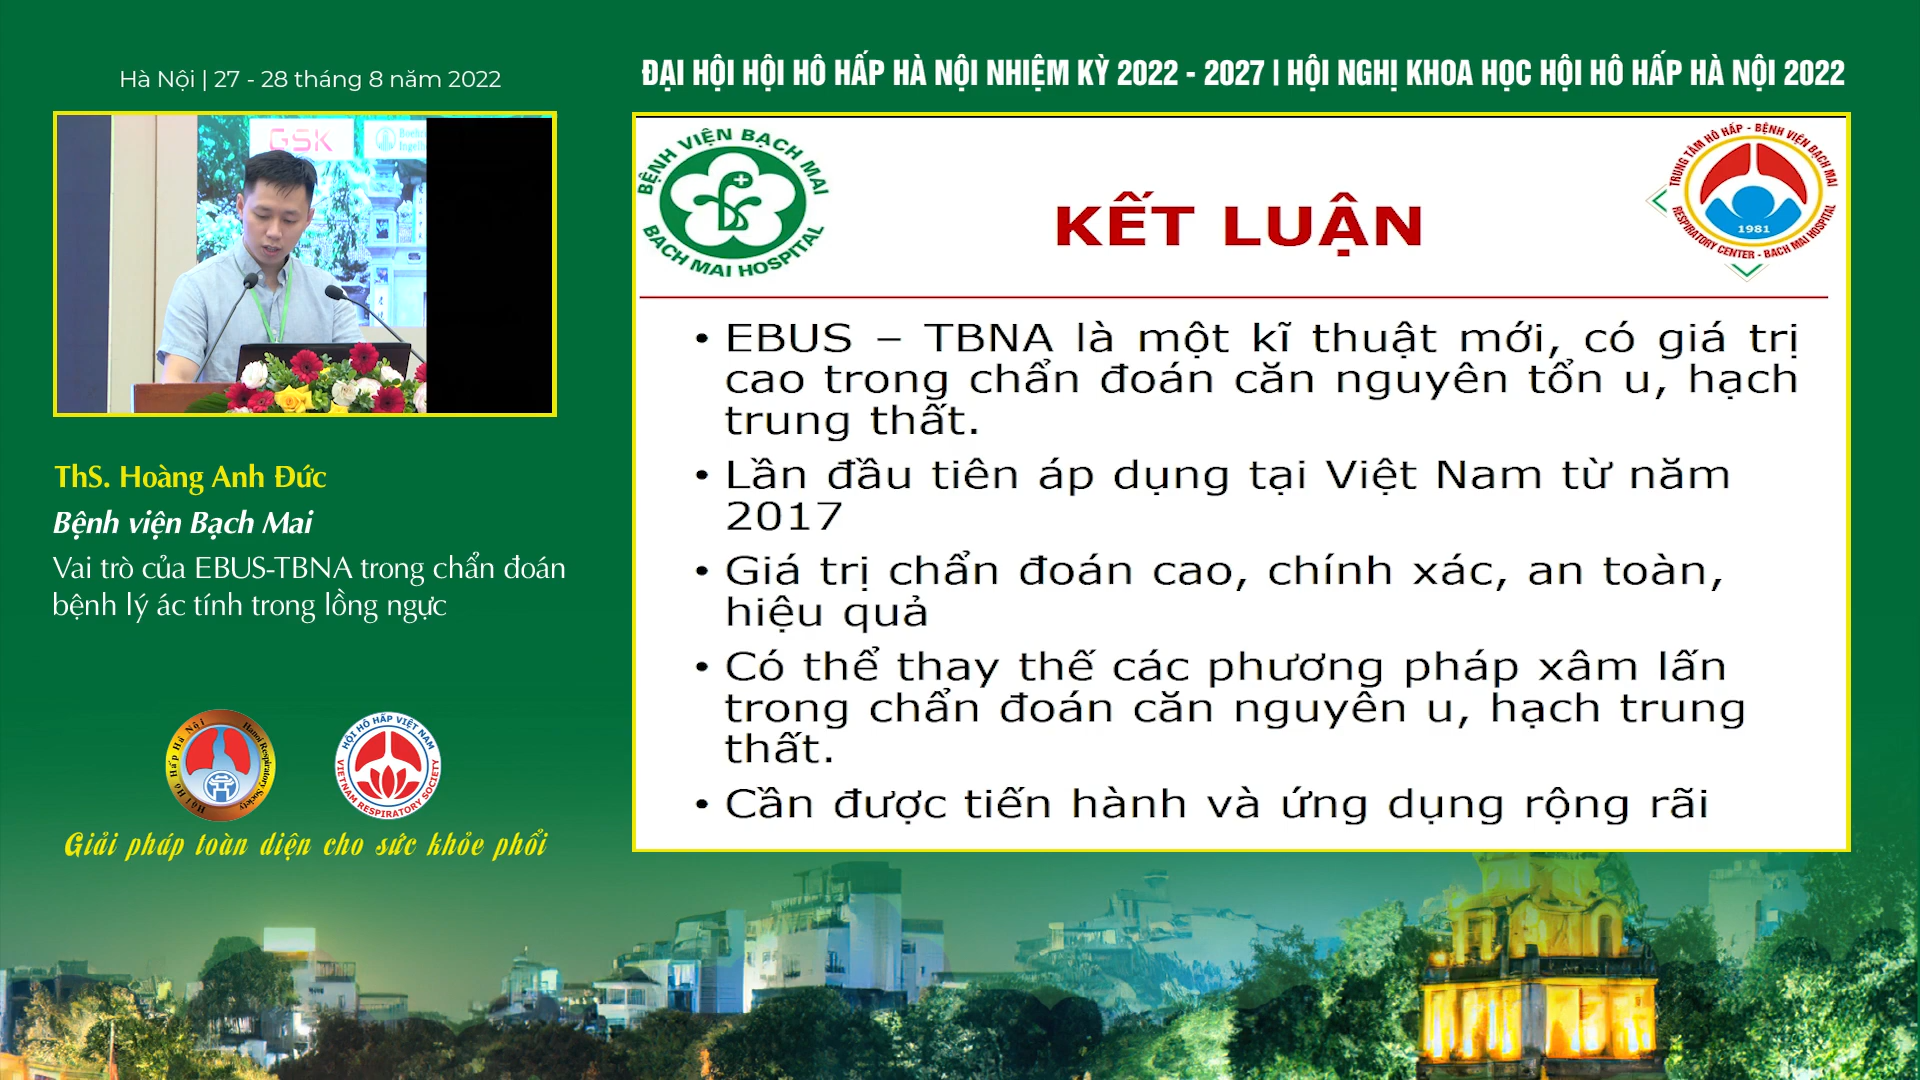 Hà Nội | 27 - 28 tháng 8 năm 2022
ĐẠI HỘI HỘI HÔ HẤP HÀ NỘI NHIỆM KỲ 2022 - 2027 | HỘI NGHỊ KHOA HỌC HỘI HÔ HẤP HÀ NỘI 2022
GSK
ThS. Hoàng Anh Đức
Bệnh viện Bạch Mai
Vai trò của EBUS-TBNA trong chẩn đoán
bệnh lý ác tính trong lồng ngực
Hội Hô Hấp Hà Nội
Hanoi Respiratory Society
HỘI HÔ HẤP VIỆT NAM
VIETNAM RESPIRATORY SOCIETY
Giải pháp toàn diện cho sức khỏe phổi
BỆNH VIỆN BẠCH MAI
BACH MAI HOSPITAL
KẾT LUẬN
TRUNG TÂM HÔ HẤP - BỆNH VIỆN BẠCH MAI
1981
RESPIRATORY CENTER - BACH MAI HOSPITAL
• EBUS – TBNA là một kĩ thuật mới, có giá trị
cao trong chẩn đoán căn nguyên tổn u, hạch
trung thất.
• Lần đầu tiên áp dụng tại Việt Nam từ năm
2017
• Giá trị chẩn đoán cao, chính xác, an toàn,
hiệu quả
• Có thể thay thế các phương pháp xâm lấn
trong chẩn đoán căn nguyên u, hạch trung
thất.
• Cần được tiến hành và ứng dụng rộng rãi